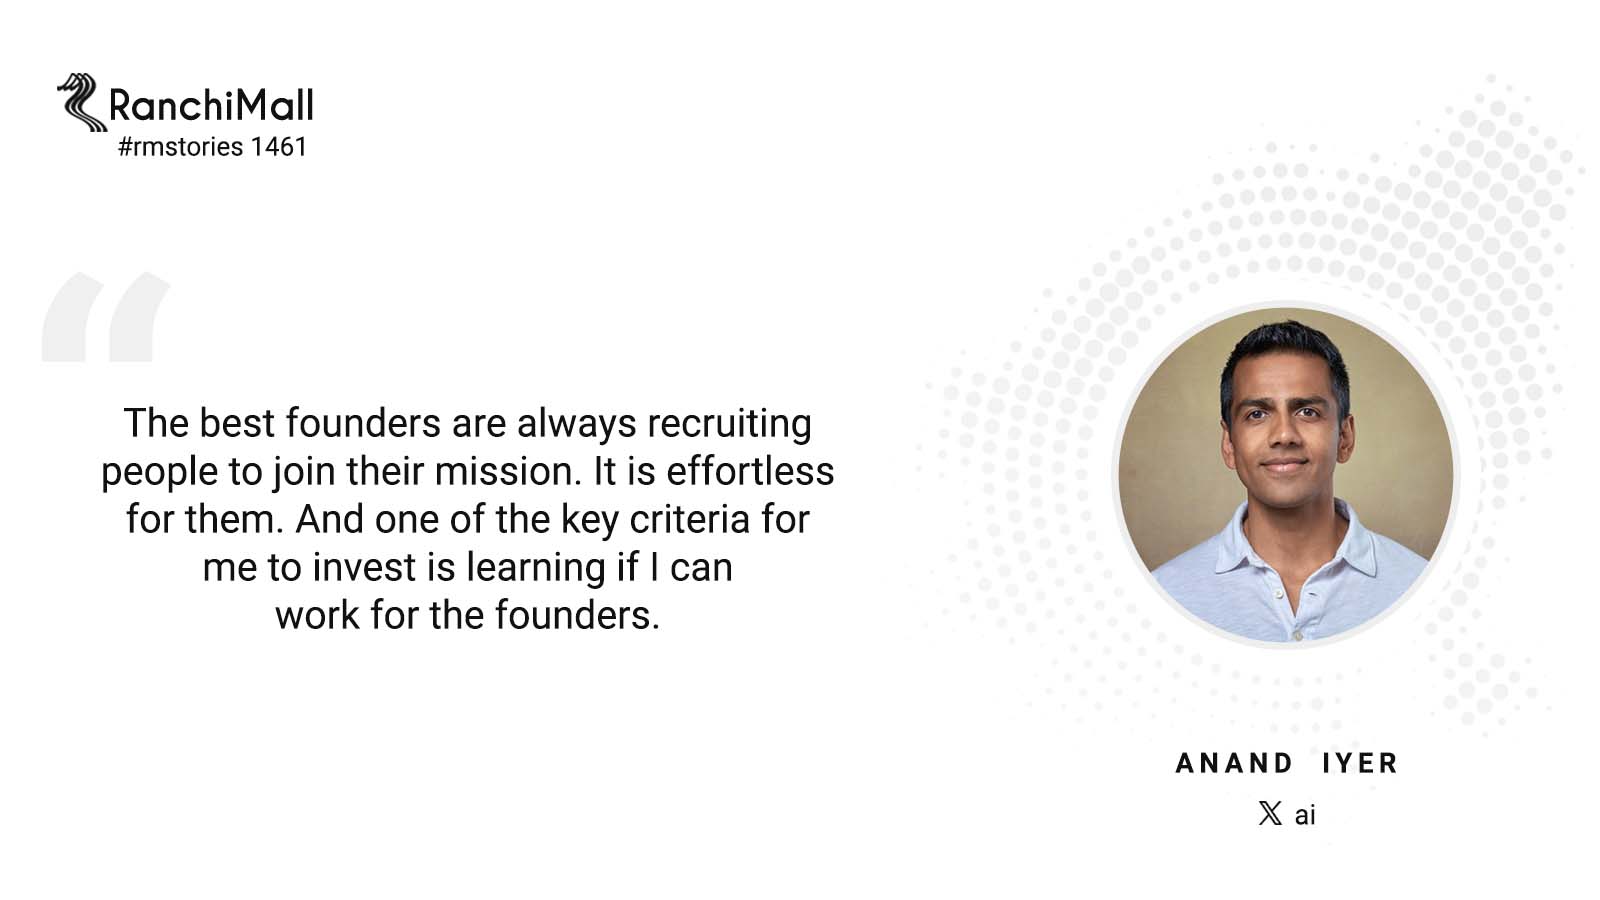 RanchiMall
#rmstories 1461
“
The best founders are always recruiting
people to join their mission. It is effortless
for them. And one of the key criteria for
me to invest is learning if I can
work for the founders.
ANAND IYER
𝕏 ai